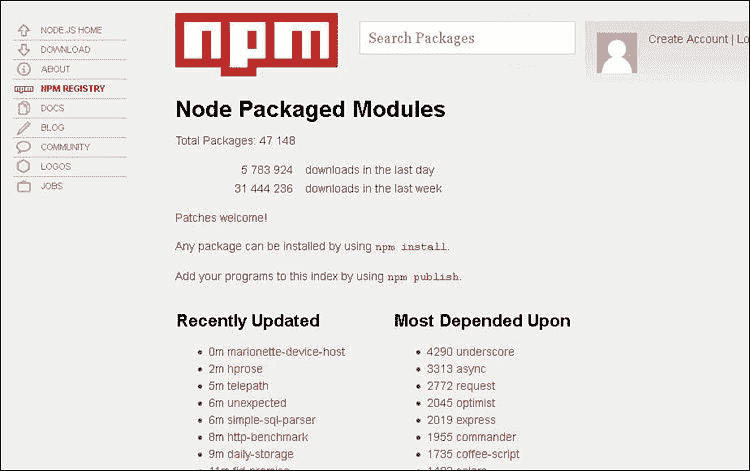 NODE.JS HOME
DOWNLOAD
ABOUT
npm NPM REGISTRY
DOCS
BLOG
COMMUNITY
LOGOS
JOBS
npm
Search Packages
Create Account | Lo
Node Packaged Modules
Total Packages: 47 148
5 783 924 downloads in the last day
31 444 236 downloads in the last week
Patches welcome!
Any package can be installed by using npm install.
Add your programs to this index by using npm publish.
Recently Updated
0m marionette-device-host
2m hprose
5m telepath
6m unexpected
6m simple-sql-parser
8m http-benchmark
9m daily-storage
Most Depended Upon
4290 underscore
3313 async
2772 request
2045 optimist
2019 express
1955 commander
1735 coffee-script